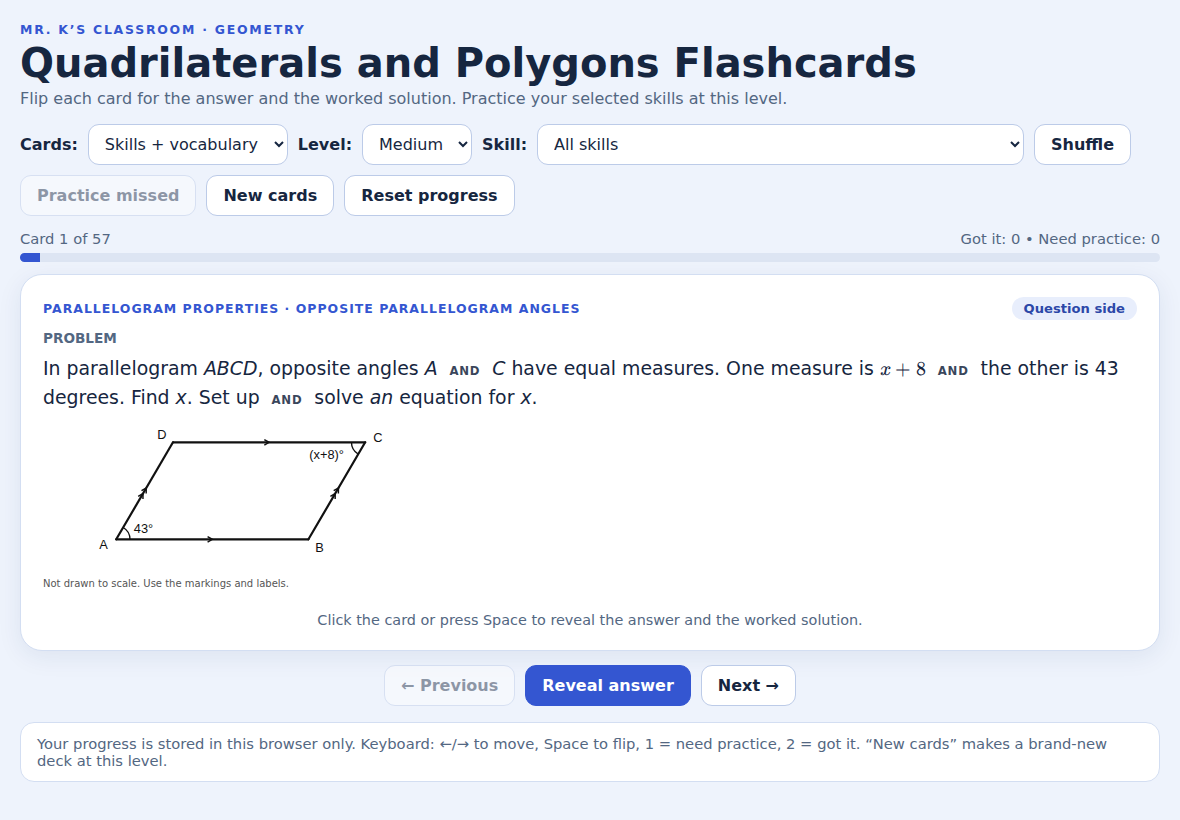 MR. K’S CLASSROOM · GEOMETRY
Quadrilaterals and Polygons Flashcards
Flip each card for the answer and the worked solution. Practice your selected skills at this level.
Cards: Skills + vocabulary Level: Medium Skill: All skills Shuffle
Practice missed New cards Reset progress
Card 1 of 57 Got it: 0 • Need practice: 0
PARALLELOGRAM PROPERTIES · OPPOSITE PARALLELOGRAM ANGLES Question side
PROBLEM
In parallelogram ABCD, opposite angles A AND C have equal measures. One measure is x + 8 AND the other is 43
degrees. Find x. Set up AND solve an equation for x.
D C
(x+8)°
43°
A B
Not drawn to scale. Use the markings and labels.
Click the card or press Space to reveal the answer and the worked solution.
← Previous Reveal answer Next →
Your progress is stored in this browser only. Keyboard: ←/→ to move, Space to flip, 1 = need practice, 2 = got it. “New cards” makes a brand-new
deck at this level.